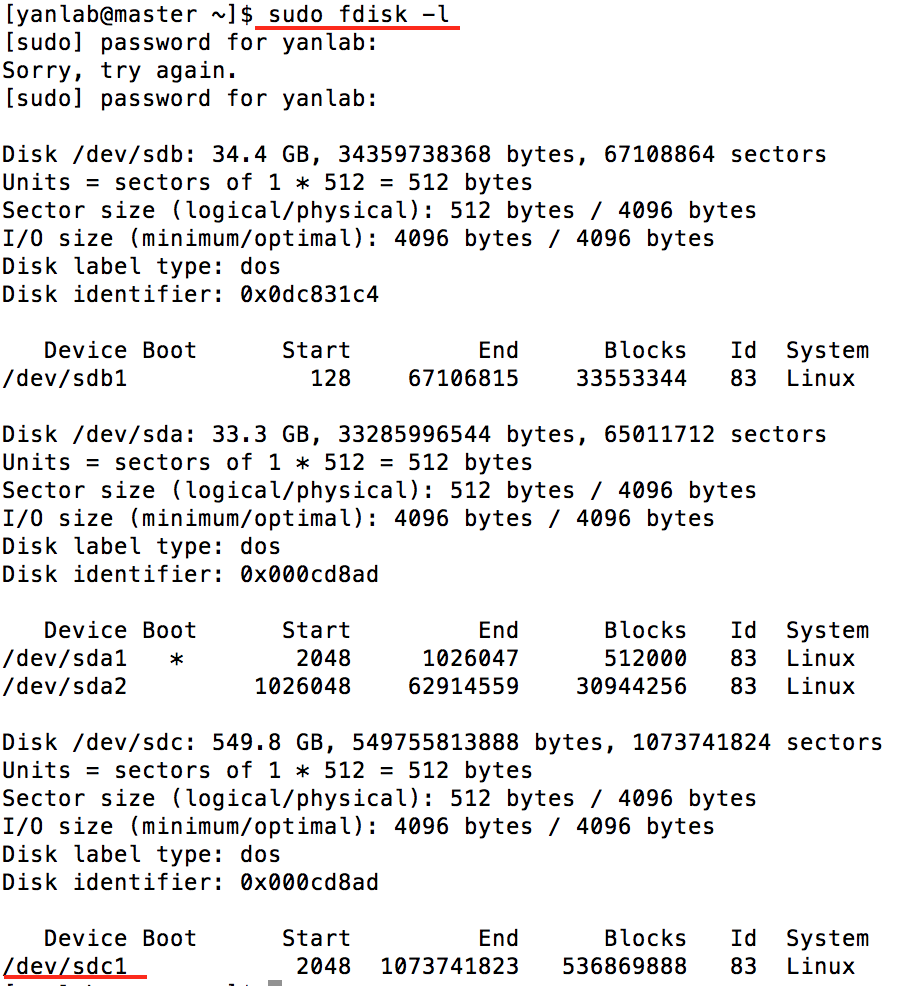 [yanlab@master ~]$ sudo fdisk -l
[sudo] password for yanlab:
Sorry, try again.
[sudo] password for yanlab:
Disk /dev/sdb: 34.4 GB, 34359738368 bytes, 67108864 sectors
Units = sectors of 1 * 512 = 512 bytes
Sector size (logical/physical): 512 bytes / 4096 bytes
I/O size (minimum/optimal): 4096 bytes / 4096 bytes
Disk label type: dos
Disk identifier: 0x0dc831c4
Device Boot Start End Blocks Id System
/dev/sdb1 128 67106815 33553344 83 Linux
Disk /dev/sda: 33.3 GB, 33285996544 bytes, 65011712 sectors
Units = sectors of 1 * 512 = 512 bytes
Sector size (logical/physical): 512 bytes / 4096 bytes
I/O size (minimum/optimal): 4096 bytes / 4096 bytes
Disk label type: dos
Disk identifier: 0x000cd8ad
Device Boot Start End Blocks Id System
/dev/sda1 * 2048 1026047 512000 83 Linux
/dev/sda2 1026048 62914559 30944256 83 Linux
Disk /dev/sdc: 549.8 GB, 549755813888 bytes, 1073741824 sectors
Units = sectors of 1 * 512 = 512 bytes
Sector size (logical/physical): 512 bytes / 4096 bytes
I/O size (minimum/optimal): 4096 bytes / 4096 bytes
Disk label type: dos
Disk identifier: 0x000cd8ad
Device Boot Start End Blocks Id System
/dev/sdc1 2048 1073741823 536869888 83 Linux